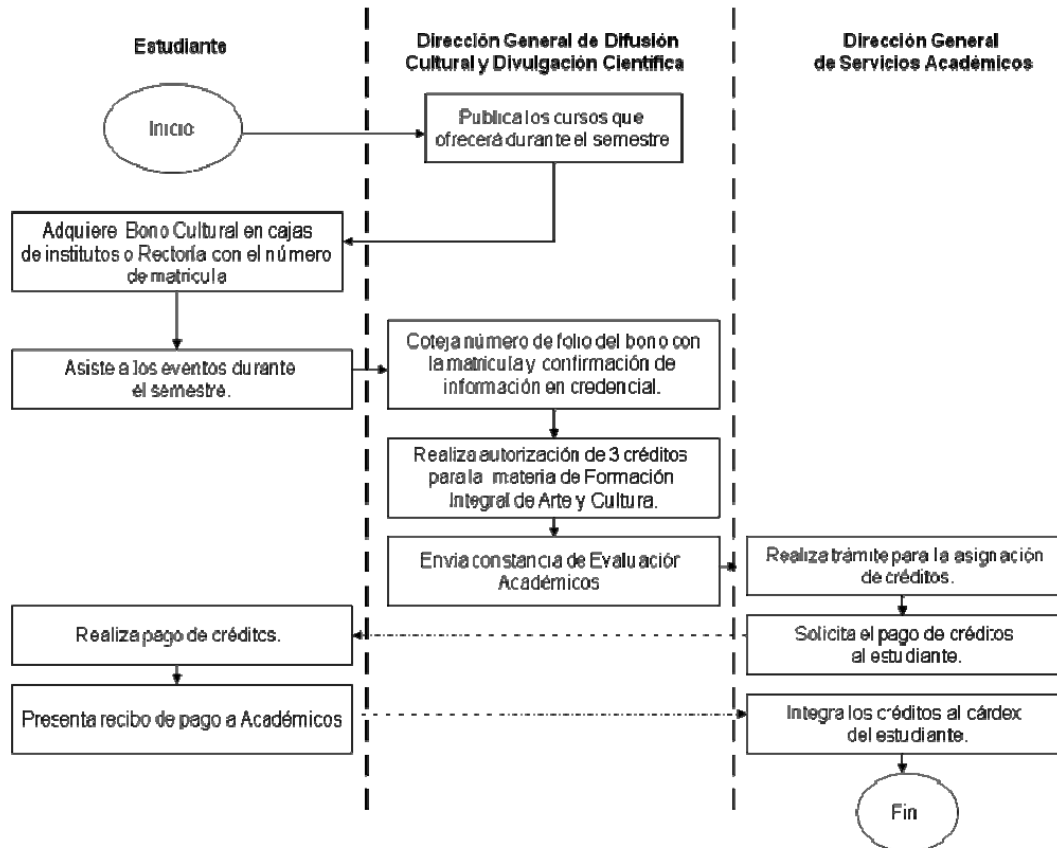 Estudiante
Dirección General de Difusión
Cultural y Divulgación Científica
Dirección General
de Servicios Académicos
Inicio
Publica los cursos que
ofrecerá durante el semestre
Adquiere Bono Cultural en cajas
de institutos o Rectoría con el número
de matricula
Asiste a los eventos durante
el semestre.
Coteja número de folio del bono con
la matricula y confirmación de
información en credencial.
Realiza autorización de 3 créditos
para la materia de Formación
Integral de Arte y Cultura.
Envia constancia de Evaluación
Académicos
Realiza trámite para la asignación
de créditos.
Solicita el pago de créditos
al estudiante.
Realiza pago de créditos.
Presenta recibo de pago a Académicos
Integra los créditos al cárdex
del estudiante.
Fin